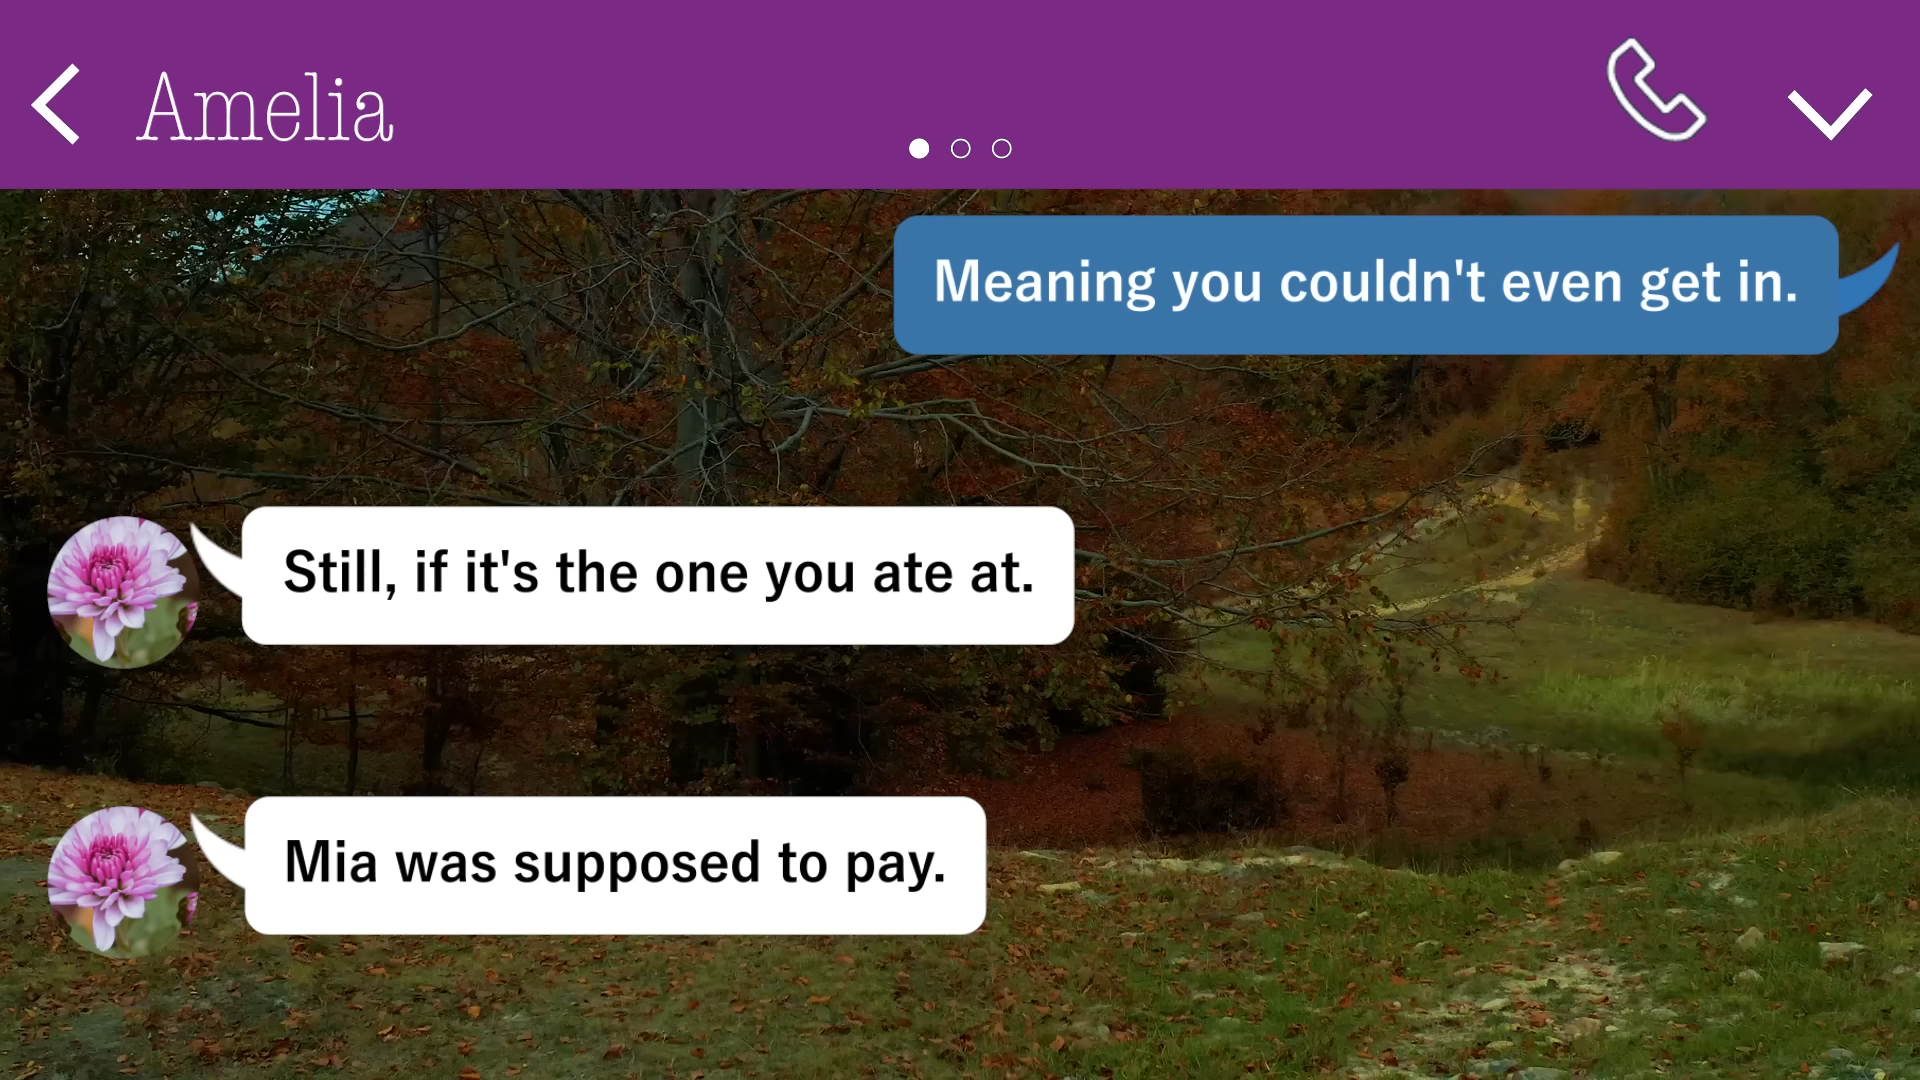 Amelia
Meaning you couldn't even get in.
Still, if it's the one you ate at.
Mia was supposed to pay.